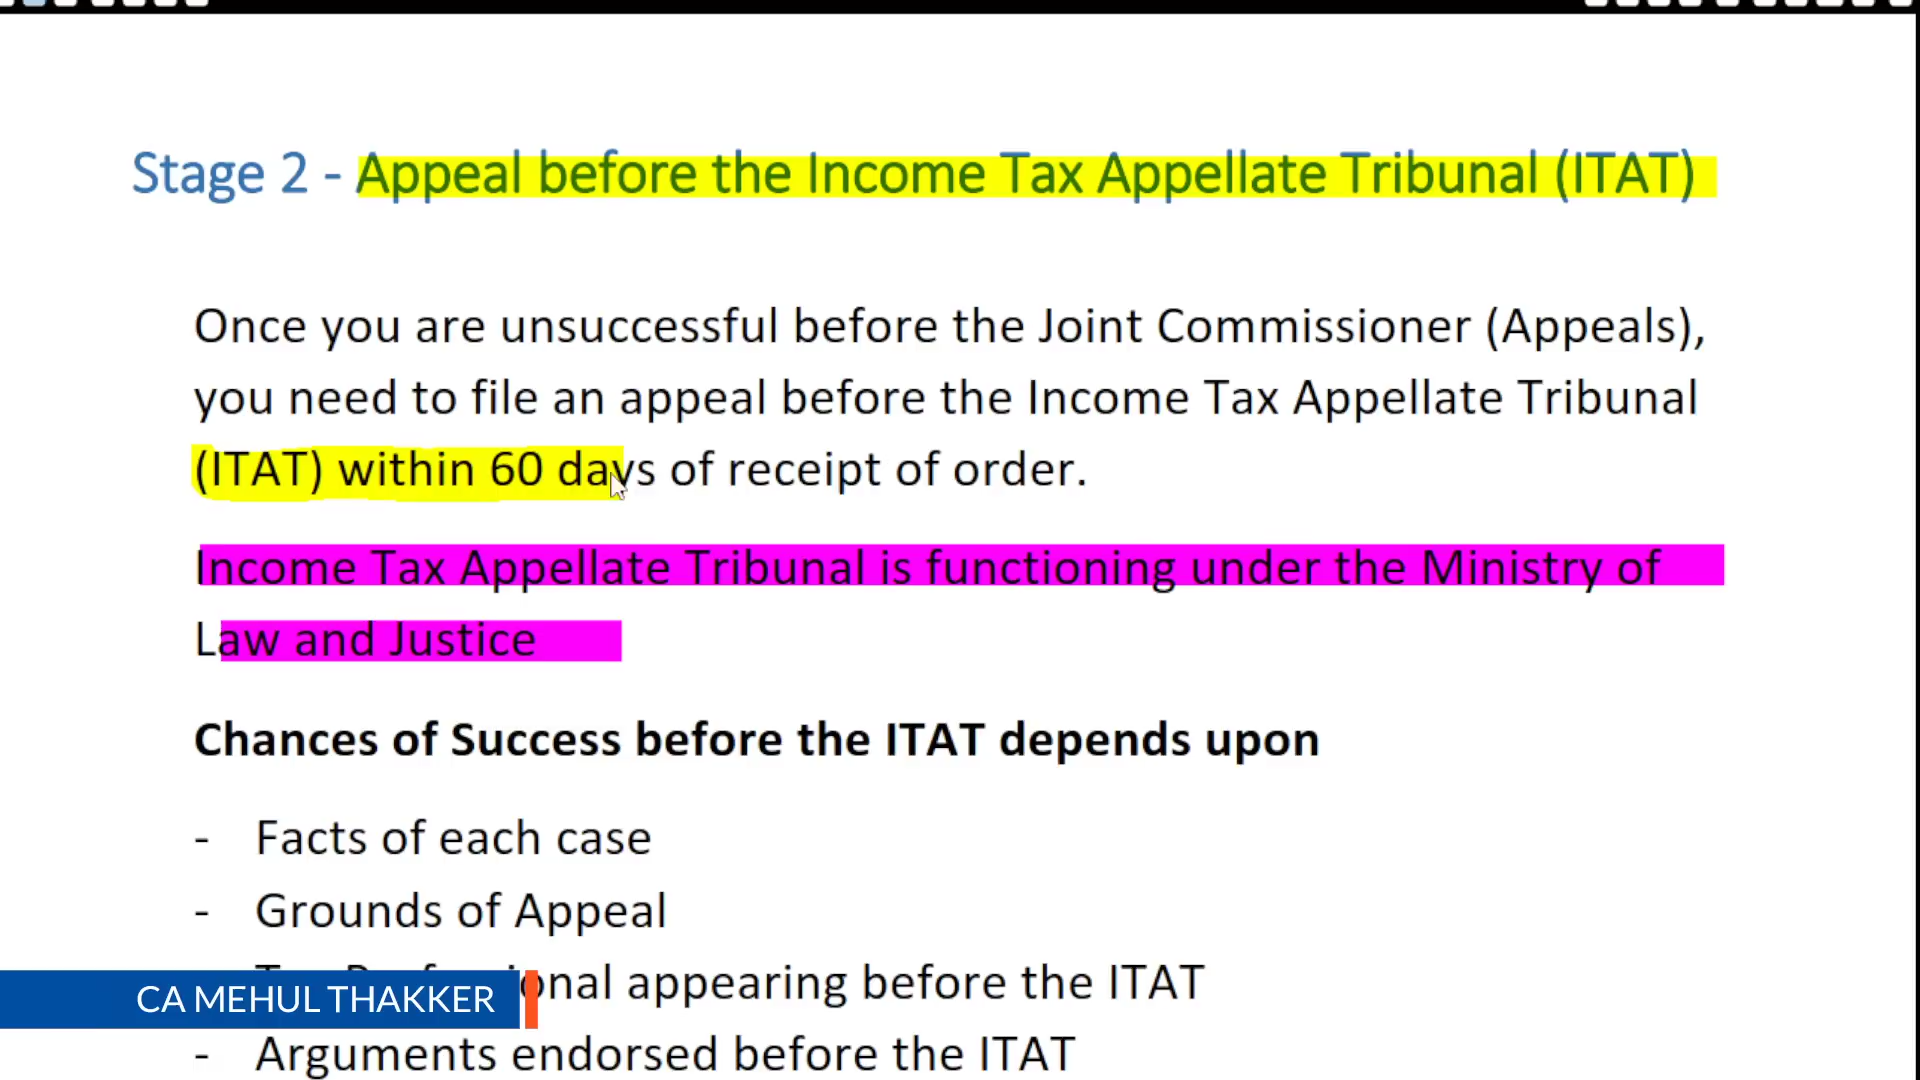 Stage 2 - Appeal before the Income Tax Appellate Tribunal (ITAT)
Once you are unsuccessful before the Joint Commissioner (Appeals),
you need to file an appeal before the Income Tax Appellate Tribunal
(ITAT) within 60 days of receipt of order.
Income Tax Appellate Tribunal is functioning under the Ministry of
Law and Justice
Chances of Success before the ITAT depends upon
- Facts of each case
- Grounds of Appeal
appearing before the ITAT
CA MEHUL THAKKER
- Arguments endorsed before the ITAT